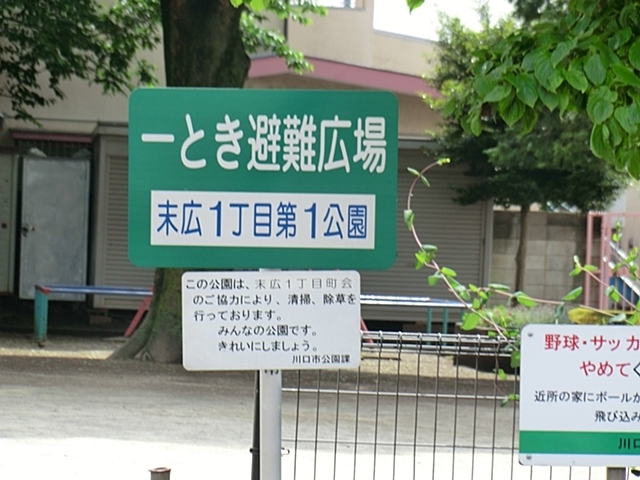 一とき避難広場
末広1丁目第1公園
この公園は、末広1丁目町会
のご協力により、清掃、除草を
行っております。
みんなの公園です。
きれいにしましょう。
川口市公園課
野球・サッカ
やめてく
近所の家にボールが
飛び込み
川口